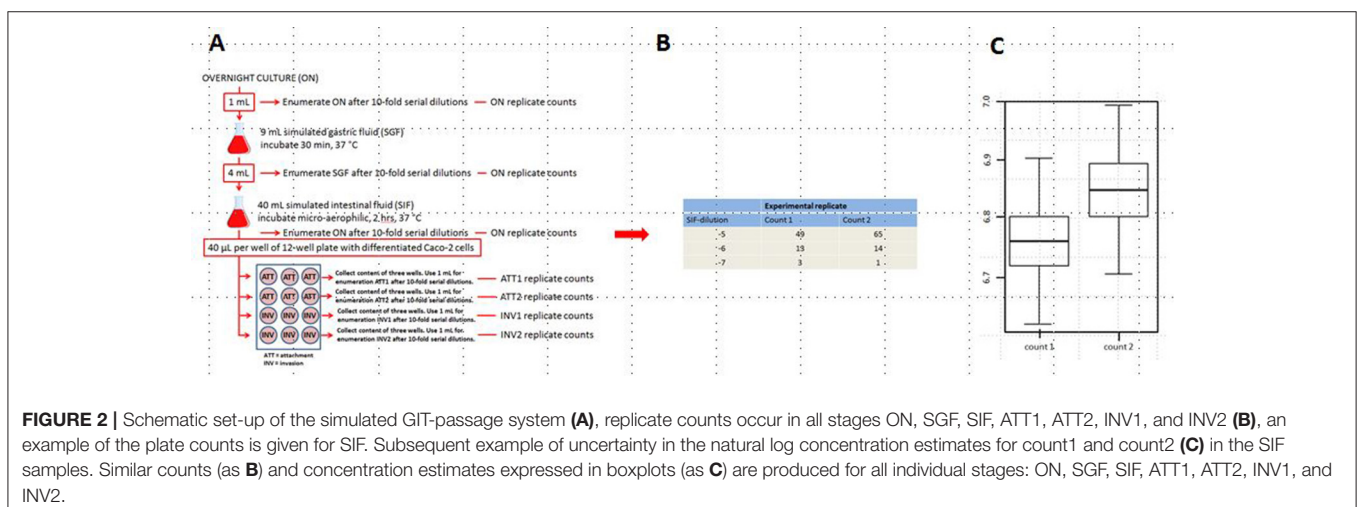 A
B
C
OVERNIGHT CULTURE (ON)
1 mL
Enumerate ON after 10-fold serial dilutions
ON replicate counts
9 mL simulated gastric fluid (SGF)
incubate 30 min, 37 °C
4 mL
Enumerate SGF after 10-fold serial dilutions
ON replicate counts
40 mL simulated intestinal fluid (SIF)
incubate micro-aerophilic, 2 hrs, 37 °C
Enumerate ON after 10-fold serial dilutions
ON replicate counts
40 µL per well of 12-well plate with differentiated Caco-2 cells
ATT ATT ATT
Collect content of three wells. Use 1 mL for
enumeration ATT1 after 10-fold serial dilutions.
ATT1 replicate counts
ATT ATT ATT
Collect content of three wells. Use 1 mL for
enumeration ATT2 after 10-fold serial dilutions.
ATT2 replicate counts
INV INV INV
Collect content of three wells. Use 1 mL for
enumeration INV1 after 10-fold serial dilutions.
INV1 replicate counts
INV INV INV
Collect content of three wells. Use 1 mL for
enumeration INV2 after 10-fold serial dilutions.
INV2 replicate counts
ATT = attachment
INV = invasion
Experimental replicate
SIF-dilution Count 1 Count 2
-5 49 65
-6 13 14
-7 3 1
7.0
6.9
6.8
6.7
count 1
count 2
FIGURE 2 | Schematic set-up of the simulated GIT-passage system (A), replicate counts occur in all stages ON, SGF, SIF, ATT1, ATT2, INV1, and INV2 (B), an
example of the plate counts is given for SIF. Subsequent example of uncertainty in the natural log concentration estimates for count1 and count2 (C) in the SIF
samples. Similar counts (as B) and concentration estimates expressed in boxplots (as C) are produced for all individual stages: ON, SGF, SIF, ATT1, ATT2, INV1, and
INV2.